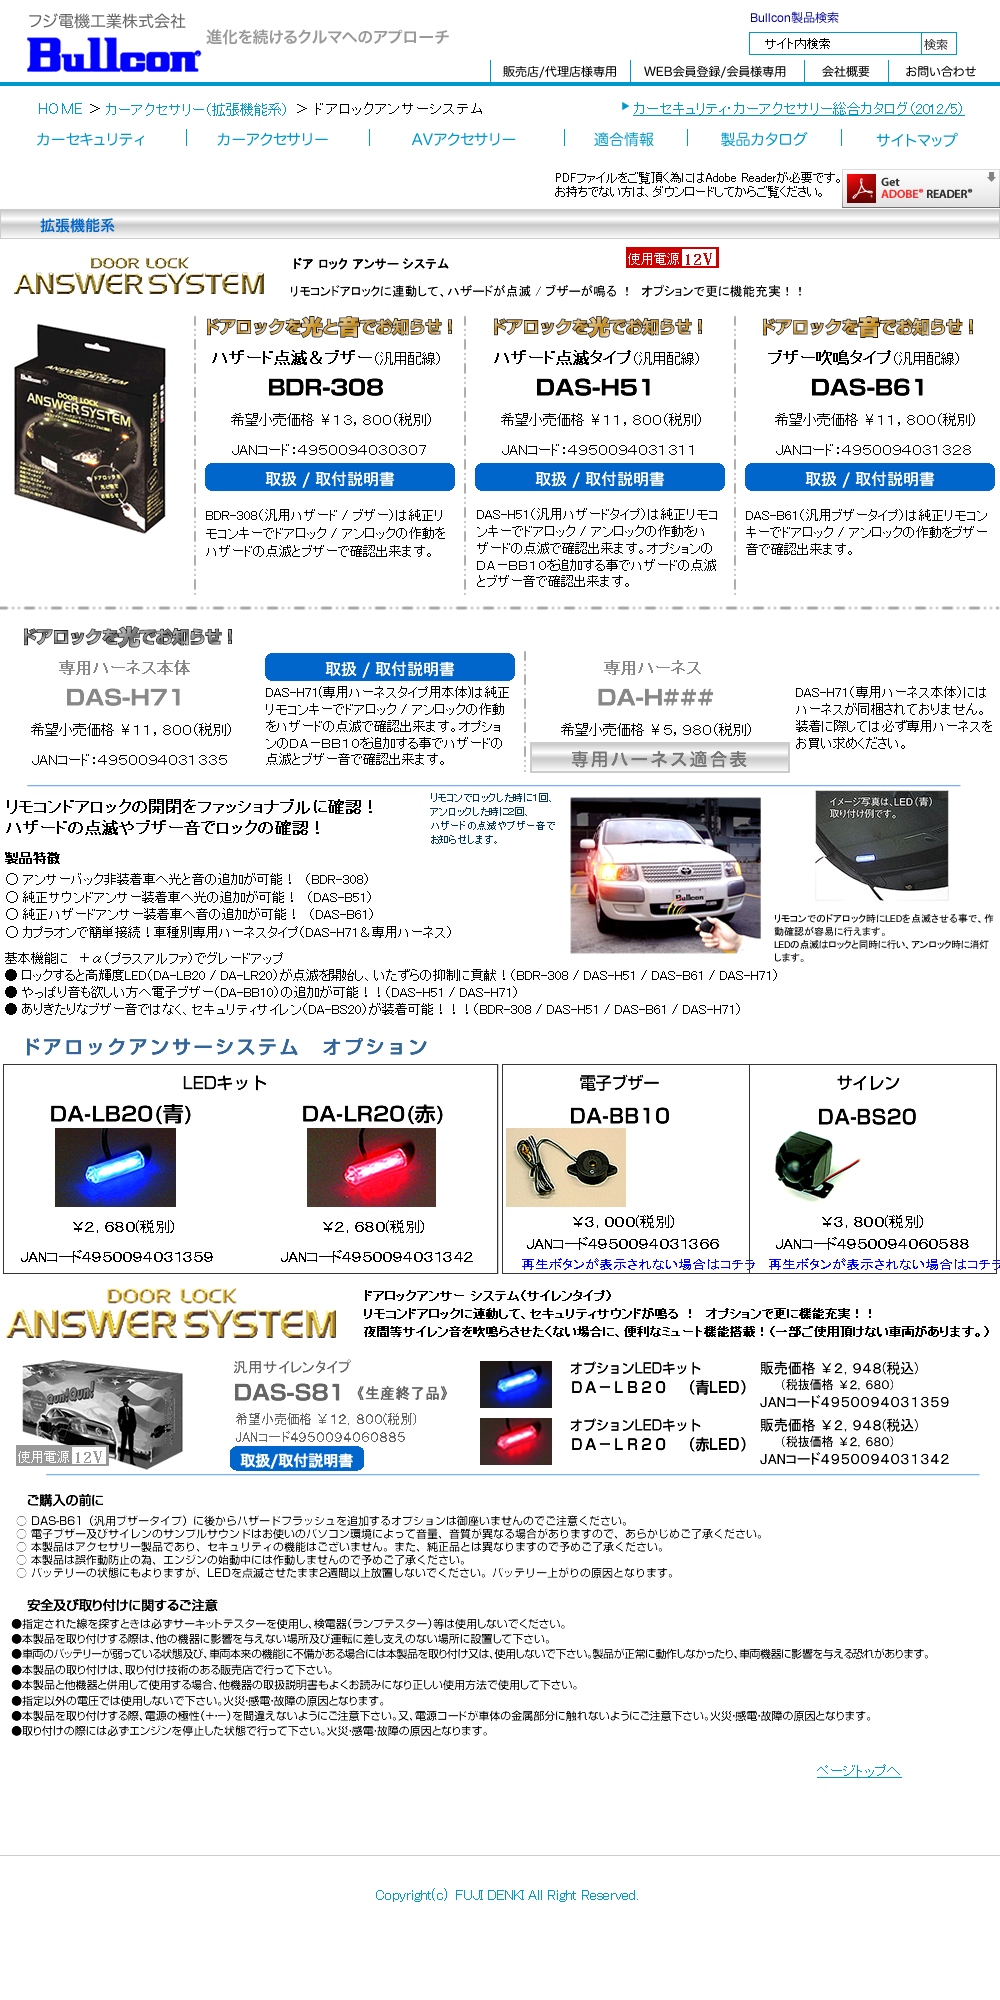 フジ電機工業株式会社
Bullcon
進化を続けるクルマへのアプローチ
Bullcon製品検索
サイト内検索 検索
販売店/代理店様専用 WEB会員登録/会員様専用 会社概要 お問い合わせ
HOME > カーアクセサリー(拡張機能系) > ドアロックアンサーシステム
カーセキュリティ・カーアクセサリー総合カタログ(2012/5)
カーセキュリティ カーアクセサリー AVアクセサリー 適合情報 製品カタログ サイトマップ
PDFファイルをご覧頂く為にはAdobe Readerが必要です。
お持ちでない方は、ダウンロードしてからご覧ください。
Get ADOBE® READER®
拡張機能系
DOOR LOCK
ANSWER SYSTEM
ドア ロック アンサー システム
使用電源 12V
リモコンドアロックに連動して、ハザードが点滅 / ブザーが鳴る ! オプションで更に機能充実!!
Bullcon
DOOR LOCK
ANSWER SYSTEM
ドアロックを光と音でお知らせ!
ハザード点滅&ブザー(汎用配線)
BDR-308
希望小売価格 ¥13,800(税別)
JANコード:4950094030307
取扱 / 取付説明書
BDR-308(汎用ハザード / ブザー)は純正リ
モコンキーでドアロック / アンロックの作動を
ハザードの点滅とブザーで確認出来ます。
ドアロックを光でお知らせ!
ハザード点滅タイプ(汎用配線)
DAS-H51
希望小売価格 ¥11,800(税別)
JANコード:4950094031311
取扱 / 取付説明書
DAS-H51(汎用ハザードタイプ)は純正リモコ
ンキーでドアロック / アンロックの作動をハ
ザードの点滅で確認出来ます。オプションの
DA-BB10を追加する事でハザードの点滅
とブザー音で確認出来ます。
ドアロックを音でお知らせ!
ブザー吹鳴タイプ(汎用配線)
DAS-B61
希望小売価格 ¥11,800(税別)
JANコード:4950094031328
取扱 / 取付説明書
DAS-B61(汎用ブザータイプ)は純正リモコン
キーでドアロック / アンロックの作動をブザー
音で確認出来ます。
ドアロックを光でお知らせ!
専用ハーネス本体
DAS-H71
希望小売価格 ¥11,800(税別)
JANコード:4950094031335
取扱 / 取付説明書
DAS-H71(専用ハーネスタイプ用本体)は純正
リモコンキーでドアロック / アンロックの作動
をハザードの点滅で確認出来ます。オプショ
ンのDA-BB10を追加する事でハザードの
点滅とブザー音で確認出来ます。
専用ハーネス
DA-H###
希望小売価格 ¥5,980(税別)
専用ハーネス適合表
DAS-H71(専用ハーネス本体)には
ハーネスが同梱されておりません。
装着に際しては必ず専用ハーネスを
お買い求めください。
リモコンドアロックの開閉をファッショナブルに確認!
ハザードの点滅やブザー音でロックの確認!
リモコンでロックした時に1回、
アンロックした時に2回、
ハザードの点滅やブザー音で
お知らせします。
Bullcon
イメージ写真は、LED(青)
取り付け例です。
リモコンでのドアロック時にLEDを点滅させる事で、作
動確認が容易に行えます。
LEDの点滅はロックと同時に行い、アンロック時に消灯
します。
製品特徴
○ アンサーバック非装着車へ光と音の追加が可能! (BDR-308)
○ 純正サウンドアンサー装着車へ光の追加が可能! (DAS-B51)
○ 純正ハザードアンサー装着車へ音の追加が可能! (DAS-B61)
○ カプラオンで簡単接続!車種別専用ハーネスタイプ(DAS-H71&専用ハーネス)
基本機能に +α(プラスアルファ)でグレードアップ
● ロックすると高輝度LED(DA-LB20 / DA-LR20)が点滅を開始し、いたずらの抑制に貢献!(BDR-308 / DAS-H51 / DAS-B61 / DAS-H71)
● やっぱり音も欲しい方へ電子ブザー(DA-BB10)の追加が可能!!(DAS-H51 / DAS-H71)
● ありきたりなブザー音ではなく、セキュリティサイレン(DA-BS20)が装着可能!!!(BDR-308 / DAS-H51 / DAS-B61 / DAS-H71)
ドアロックアンサーシステム オプション
LEDキット
DA-LB20(青) DA-LR20(赤)
¥2,680(税別) ¥2,680(税別)
JANコード4950094031359 JANコード4950094031342
電子ブザー
DA-BB10
¥3,000(税別)
JANコード4950094031366
再生ボタンが表示されない場合はコチラ
サイレン
DA-BS20
¥3,800(税別)
JANコード4950094060588
再生ボタンが表示されない場合はコチラ
DOOR LOCK
ANSWER SYSTEM
ドアロックアンサー システム(サイレンタイプ)
リモコンドアロックに連動して、セキュリティサウンドが鳴る ! オプションで更に機能充実!!
夜間等サイレン音を吹鳴らさせたくない場合に、便利なミュート機能搭載!(一部ご使用頂けない車両があります。)
Qun!Qun!
使用電源 12V
汎用サイレンタイプ
DAS-S81 《生産終了品》
希望小売価格 ¥12,800(税別)
JANコード4950094060885
取扱/取付説明書
オプションLEDキット
DA-LB20 (青LED)
販売価格 ¥2,948(税込)
(税抜価格 ¥2,680)
JANコード4950094031359
オプションLEDキット
DA-LR20 (赤LED)
販売価格 ¥2,948(税込)
(税抜価格 ¥2,680)
JANコード4950094031342
ご購入の前に
○ DAS-B61(汎用ブザータイプ)に後からハザードフラッシュを追加するオプションは御座いませんのでご注意ください。
○ 電子ブザー及びサイレンのサンプルサウンドはお使いのパソコン環境によって音量、音質が異なる場合がありますので、あらかじめご了承ください。
○ 本製品はアクセサリー製品であり、セキュリティの機能はございません。また、純正品とは異なりますので予めご了承ください。
○ 本製品は誤作動防止の為、エンジンの始動中には作動しませんので予めご了承ください。
○ バッテリーの状態にもよりますが、LEDを点滅させたまま2週間以上放置しないでください。バッテリー上がりの原因となります。
安全及び取り付けに関するご注意
●指定された線を探すときは必ずサーキットテスターを使用し、検電器(ランプテスター)等は使用しないでください。
●本製品を取り付けする際は、他の機器に影響を与えない場所及び運転に差し支えのない場所に設置して下さい。
●車両のバッテリーが弱っている状態及び、車両本来の機能に不備がある場合には本製品を取り付け又は、使用しないで下さい。製品が正常に動作しなかったり、車両機器に影響を与える恐れがあります。
●本製品の取り付けは、取り付け技術のある販売店で行って下さい。
●本製品と他機器と併用して使用する場合、他機器の取扱説明書もよくお読みになり正しい使用方法で使用して下さい。
●指定以外の電圧では使用しないで下さい。火災・感電・故障の原因となります。
●本製品を取り付けする際、電源の極性(+・-)を間違えないようにご注意下さい。又、電源コードが車体の金属部分に触れないようにご注意下さい。火災・感電・故障の原因となります。
●取り付けの際には必ずエンジンを停止した状態で行って下さい。火災・感電・故障の原因となります。
ページトップへ
Copyright(c) FUJI DENKI All Right Reserved.